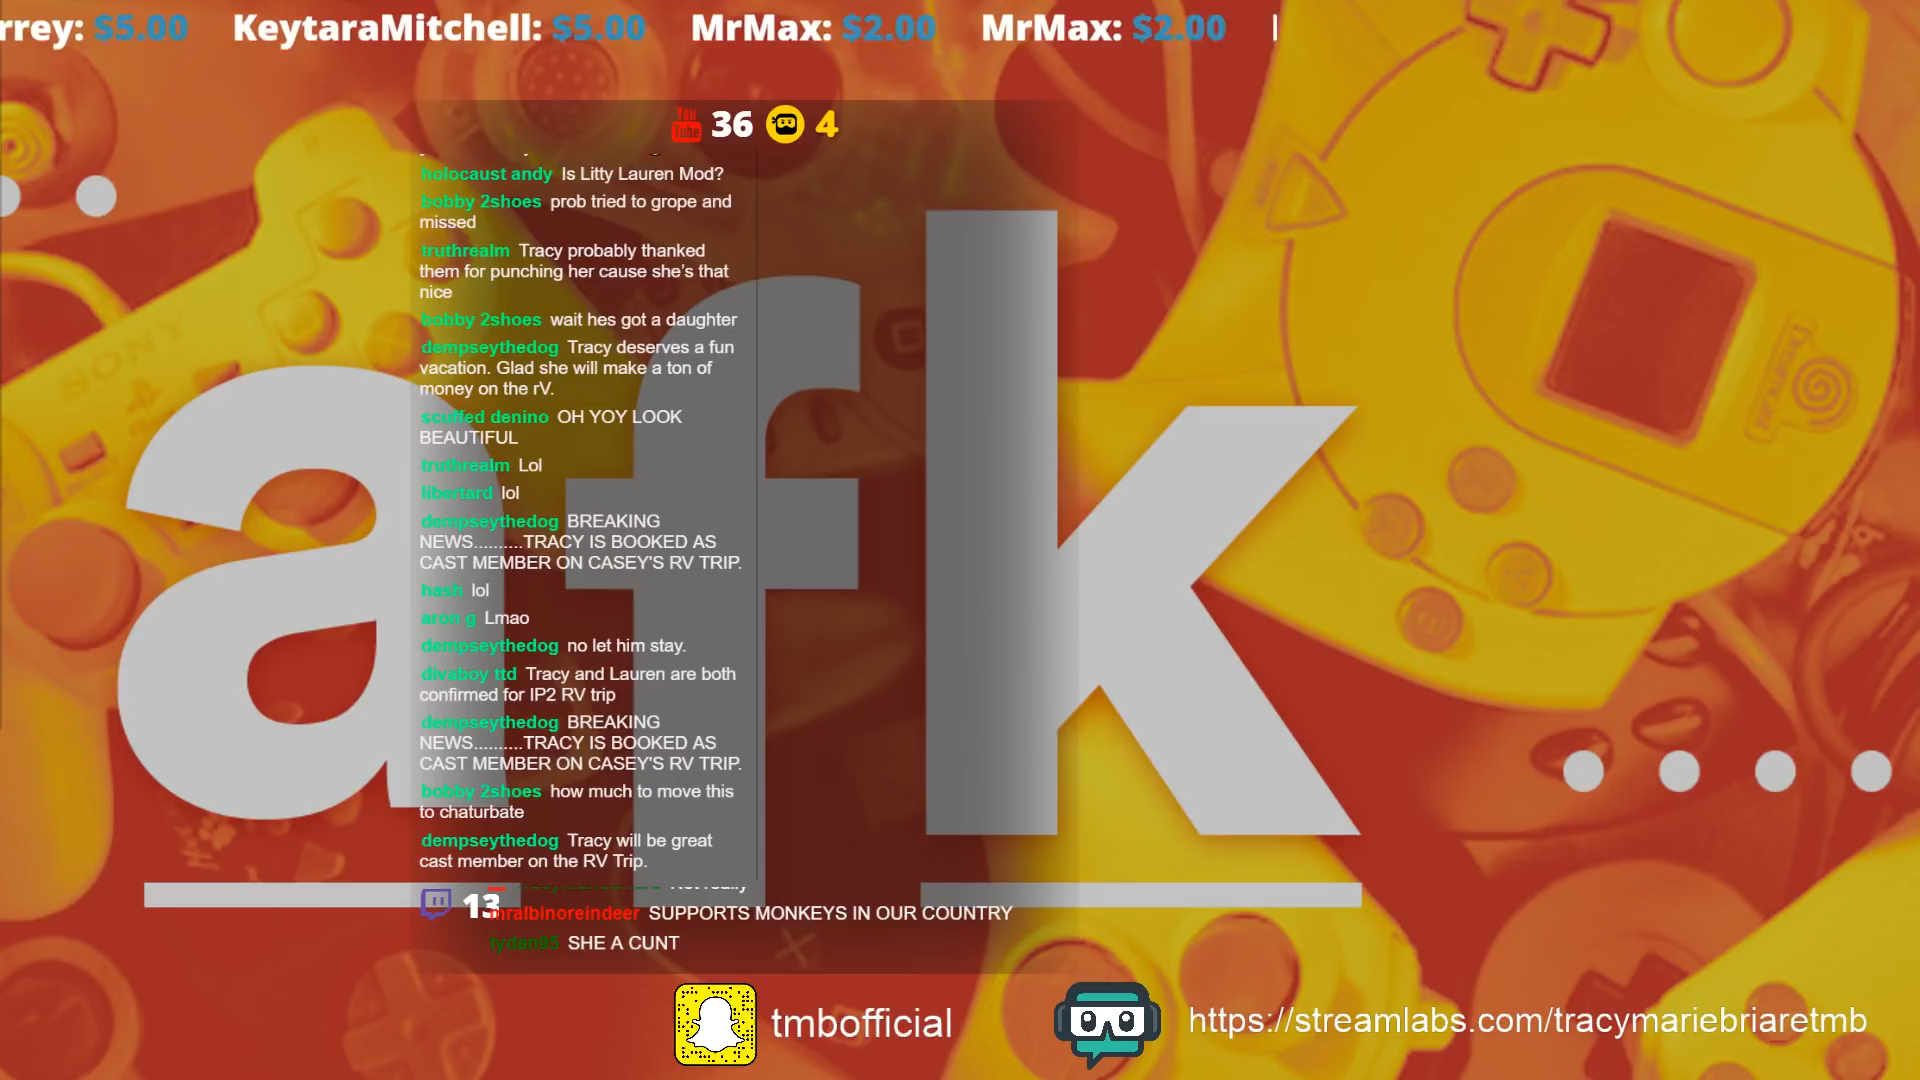 rrey: $5.00 KeytaraMitchell: $5.00 MrMax: $2.00 MrMax: $2.00
You Tube 36 4
holocaust andy Is Litty Lauren Mod?
bobby 2shoes prob tried to grope and
missed
truthrealm Tracy probably thanked
them for punching her cause she's that
nice
bobby 2shoes wait hes got a daughter
dempseythedog Tracy deserves a fun
vacation. Glad she will make a ton of
money on the rV.
scuffed denino OH YOY LOOK
BEAUTIFUL
truthrealm Lol
libertard lol
dempseythedog BREAKING
NEWS..........TRACY IS BOOKED AS
CAST MEMBER ON CASEY'S RV TRIP.
hash lol
aron g Lmao
dempseythedog no let him stay.
divaboy ttd Tracy and Lauren are both
confirmed for IP2 RV trip
dempseythedog BREAKING
NEWS..........TRACY IS BOOKED AS
CAST MEMBER ON CASEY'S RV TRIP.
bobby 2shoes how much to move this
to chaturbate
dempseythedog Tracy will be great
cast member on the RV Trip.
Not really
13 mralbinoreindeer SUPPORTS MONKEYS IN OUR COUNTRY
tydan95 SHE A CUNT
afk
SONY
Dreamcast
tmbofficial
https://streamlabs.com/tracymariebriaretmb